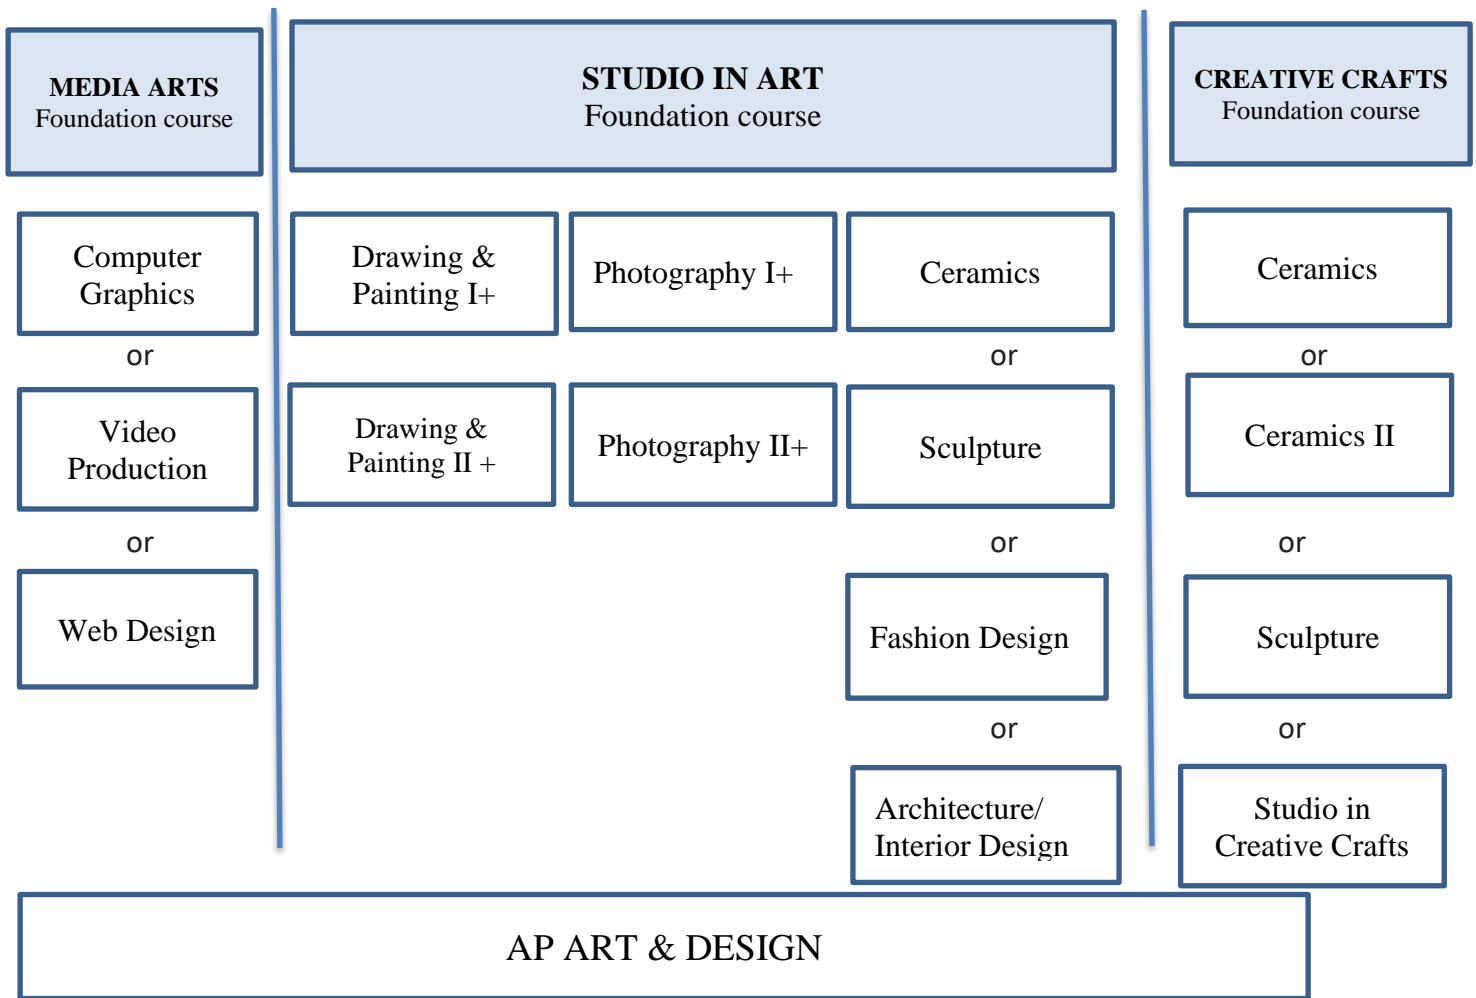 MEDIA ARTS
Foundation course
STUDIO IN ART
Foundation course
CREATIVE CRAFTS
Foundation course
Computer
Graphics
or
Video
Production
or
Web Design
Drawing &
Painting I+
Drawing &
Painting II +
Photography I+
Photography II+
Ceramics
or
Sculpture
or
Fashion Design
or
Architecture/
Interior Design
Ceramics
or
Ceramics II
or
Sculpture
or
Studio in
Creative Crafts
AP ART & DESIGN